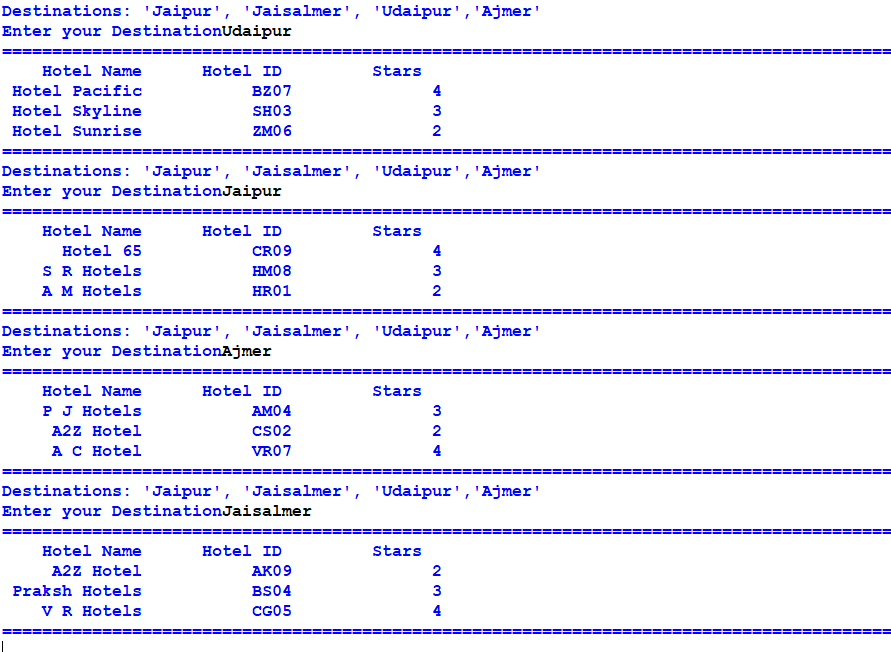 Destinations: 'Jaipur', 'Jaisalmer', 'Udaipur','Ajmer'
Enter your DestinationUdaipur
=========================================================================================
    Hotel Name      Hotel ID         Stars
 Hotel Pacific           BZ07              4
 Hotel Skyline           SH03              3
 Hotel Sunrise           ZM06              2
=========================================================================================
Destinations: 'Jaipur', 'Jaisalmer', 'Udaipur','Ajmer'
Enter your DestinationJaipur
=========================================================================================
    Hotel Name      Hotel ID         Stars
      Hotel 65           CR09              4
    S R Hotels           HM08              3
    A M Hotels           HR01              2
=========================================================================================
Destinations: 'Jaipur', 'Jaisalmer', 'Udaipur','Ajmer'
Enter your DestinationAjmer
=========================================================================================
    Hotel Name      Hotel ID         Stars
    P J Hotels           AM04              3
     A2Z Hotel           CS02              2
     A C Hotel           VR07              4
=========================================================================================
Destinations: 'Jaipur', 'Jaisalmer', 'Udaipur','Ajmer'
Enter your DestinationJaisalmer
=========================================================================================
    Hotel Name      Hotel ID         Stars
     A2Z Hotel           AK09              2
 Praksh Hotels           BS04              3
    V R Hotels           CG05              4
=========================================================================================